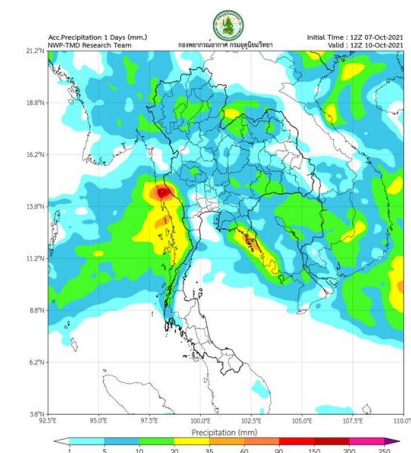 Acc.Precipitation 1 Days (mm.)
NWP-TMD Research Team
กองพยากรณ์อากาศ กรมอุตุนิยมวิทยา
Initial Time : 12Z 07-Oct-2021
Valid : 12Z 10-Oct-2021
21.2°N
18.8°N
16.2°N
13.8°N
11.2°N
8.8°N
6.2°N
3.8°N
92.5°E 95.0°E 97.5°E 100.0°E 102.5°E 105.0°E 107.5°E 110.0°E
Precipitation (mm)
1 5 10 20 35 60 90 150 200 250